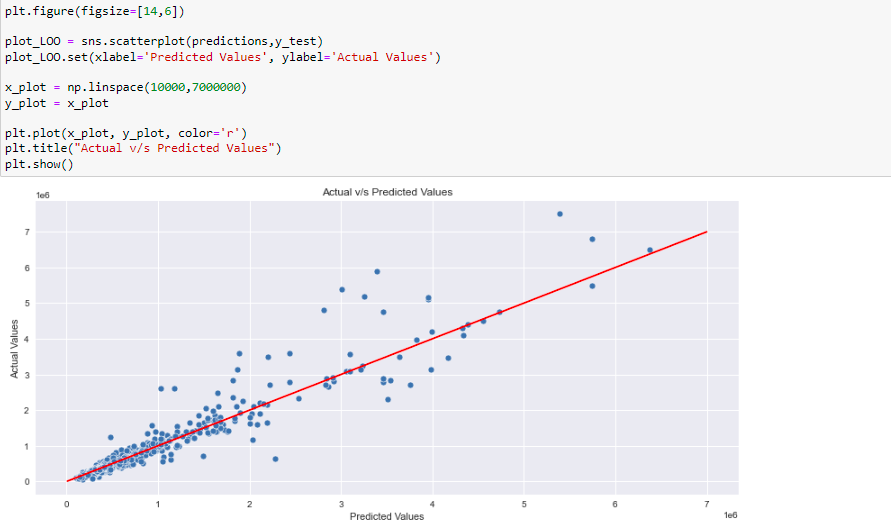 plt.figure(figsize=[14,6])
plot_LOO = sns.scatterplot(predictions,y_test)
plot_LOO.set(xlabel='Predicted Values', ylabel='Actual Values')
x_plot = np.linspace(10000,7000000)
y_plot = x_plot
plt.plot(x_plot, y_plot, color='r')
plt.title("Actual v/s Predicted Values")
plt.show()
Actual v/s Predicted Values
1e6
7
6
5
4
3
2
1
0
Actual Values
0 1 2 3 4 5 6 7
1e6
Predicted Values